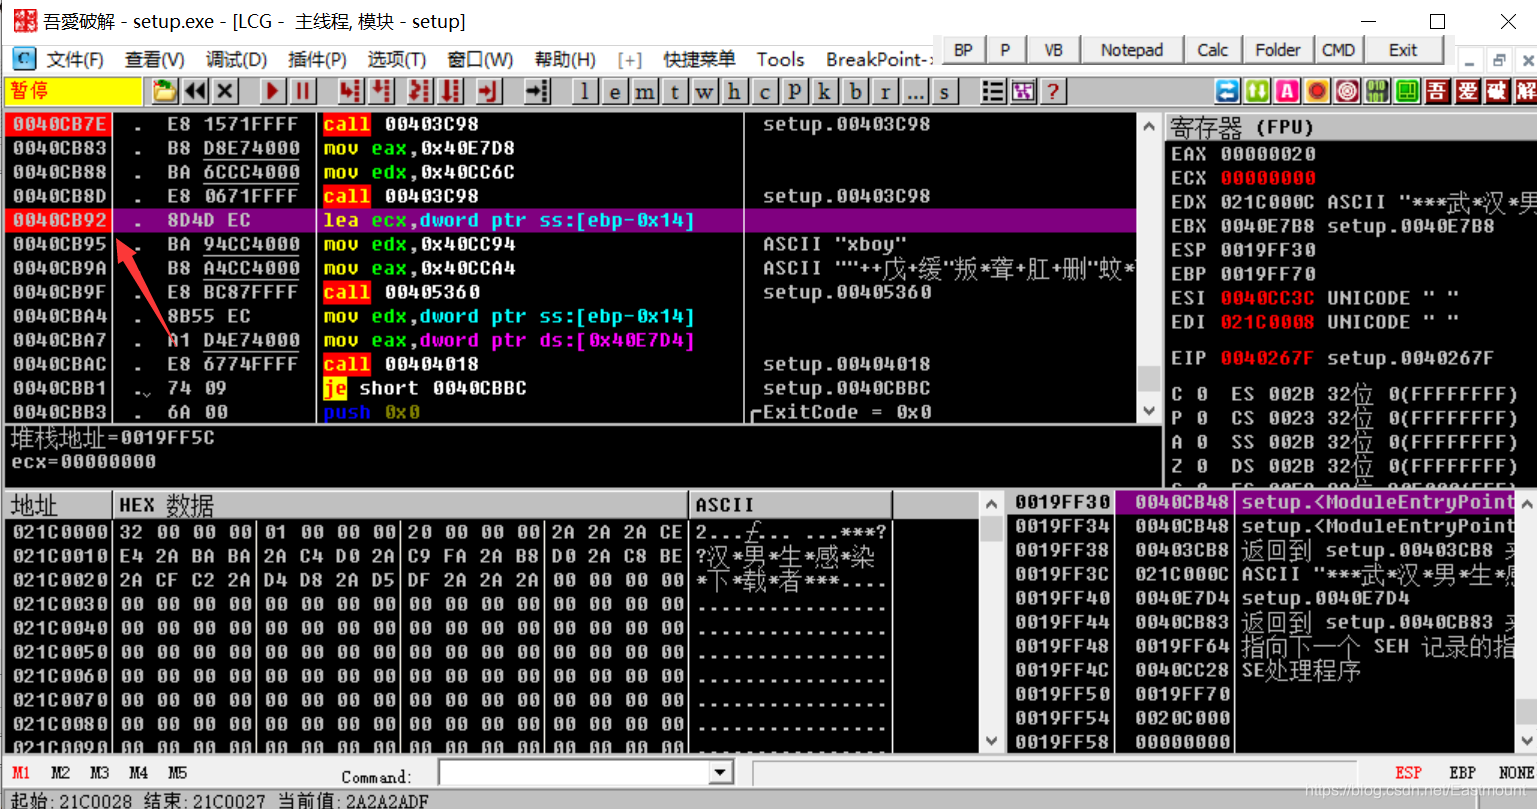 吾愛破解 - setup.exe - [LCG - 主线程, 模块 - setup]
文件(F) 查看(V) 调试(D) 插件(P) 选项(T) 窗口(W) 帮助(H) [+] 快捷菜单 Tools BreakPoint-> BP P VB Notepad Calc Folder CMD Exit
暂停 l e m t w h c P k b r ... s ? A 吾 爱 破 解
0040CB7E . E8 1571FFFF call 00403C98 setup.00403C98
0040CB83 . B8 D8E74000 mov eax,0x40E7D8
0040CB88 . BA 6CCC4000 mov edx,0x40CC6C
0040CB8D . E8 0671FFFF call 00403C98 setup.00403C98
0040CB92 . 8D4D EC lea ecx,dword ptr ss:[ebp-0x14]
0040CB95 . BA 94CC4000 mov edx,0x40CC94 ASCII "xboy"
0040CB9A . B8 A4CC4000 mov eax,0x40CCA4 ASCII ""++戊+缓"叛*聋+肛+删"蚊*
0040CB9F . E8 BC87FFFF call 00405360 setup.00405360
0040CBA4 . 8B55 EC mov edx,dword ptr ss:[ebp-0x14]
0040CBA7 . A1 D4E74000 mov eax,dword ptr ds:[0x40E7D4]
0040CBAC . E8 6774FFFF call 00404018 setup.00404018
0040CBB1 . 74 09 je short 0040CBBC setup.0040CBBC
0040CBB3 . 6A 00 push 0x0 ExitCode = 0x0
堆栈地址=0019FF5C
ecx=00000000
寄存器 (FPU)
EAX 00000020
ECX 00000000
EDX 021C000C ASCII "***武*汉*男
EBX 0040E7B8 setup.0040E7B8
ESP 0019FF30
EBP 0019FF70
ESI 0040CC3C UNICODE " "
EDI 021C0008 UNICODE " "
EIP 0040267F setup.0040267F
C 0 ES 002B 32位 0(FFFFFFFF)
P 0 CS 0023 32位 0(FFFFFFFF)
A 0 SS 002B 32位 0(FFFFFFFF)
Z 0 DS 002B 32位 0(FFFFFFFF)
地址 HEX 数据 ASCII
021C0000 32 00 00 00 01 00 00 00 20 00 00 00 2A 2A 2A CE 2...£... ...***?
021C0010 E4 2A BA BA 2A C4 D0 2A C9 FA 2A B8 D0 2A C8 BE ?汉*男*生*感*染
021C0020 2A CF C2 2A D4 D8 2A D5 DF 2A 2A 2A 00 00 00 00 *下*载*者***....
021C0030 00 00 00 00 00 00 00 00 00 00 00 00 00 00 00 00 ................
021C0040 00 00 00 00 00 00 00 00 00 00 00 00 00 00 00 00 ................
021C0050 00 00 00 00 00 00 00 00 00 00 00 00 00 00 00 00 ................
021C0060 00 00 00 00 00 00 00 00 00 00 00 00 00 00 00 00 ................
021C0070 00 00 00 00 00 00 00 00 00 00 00 00 00 00 00 00 ................
021C0080 00 00 00 00 00 00 00 00 00 00 00 00 00 00 00 00 ................
021C0090 00 00 00 00 00 00 00 00 00 00 00 00 00 00 00 00 ................
0019FF30 0040CB48 setup.<ModuleEntryPoint
0019FF34 0040CB48 setup.<ModuleEntryPoint
0019FF38 00403CB8 返回到 setup.00403CB8
0019FF3C 021C000C ASCII "***武*汉*男*生*感
0019FF40 0040E7D4 setup.0040E7D4
0019FF44 0040CB83 返回到 setup.0040CB83
0019FF48 0019FF64 指向下一个 SEH 记录的指
0019FF4C 0040CC28 SE处理程序
0019FF50 0019FF70
0019FF54 0020C000
0019FF58 00000000
M1 M2 M3 M4 M5 Command: ESP EBP NONE
起始:21C0028 结束:21C0027 当前值:2A2A2ADF
https://blog.csdn.net/Eastmount